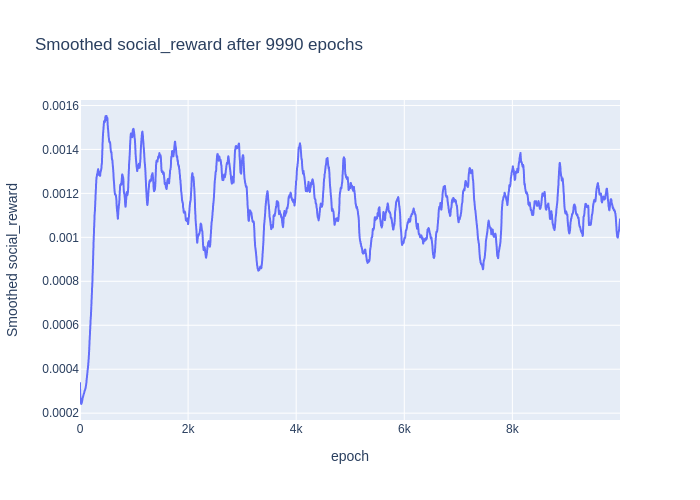 Smoothed social_reward after 9990 epochs
Smoothed social_reward
0.0016
0.0014
0.0012
0.001
0.0008
0.0006
0.0004
0.0002
0
2k
4k
6k
8k
epoch